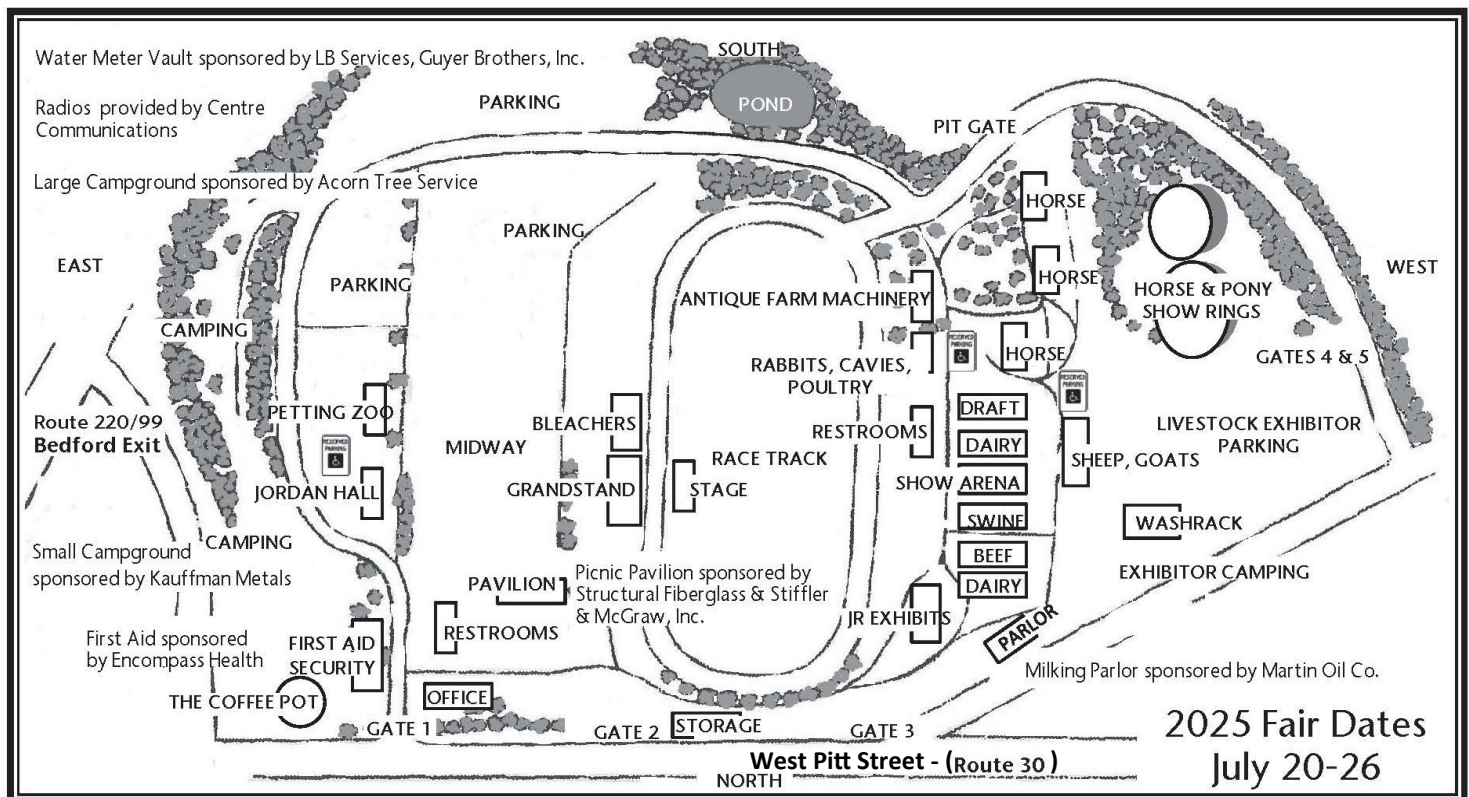 Water Meter Vault sponsored by LB Services, Guyer Brothers, Inc.
SOUTH
POND
PARKING
Radios provided by Centre
Communications
PIT GATE
Large Campground sponsored by Acorn Tree Service
HORSE
PARKING
EAST
WEST
PARKING
HORSE
HORSE & PONY
SHOW RINGS
ANTIQUE FARM MACHINERY
CAMPING
RESERVED
PARKING
HORSE
GATES 4 & 5
RABBITS, CAVIES,
POULTRY
RESERVED
PARKING
PETTING ZOO
DRAFT
Route 220/99
Bedford Exit
BLEACHERS
RESTROOMS
LIVESTOCK EXHIBITOR
PARKING
RESERVED
PARKING
MIDWAY
DAIRY
RACE TRACK
SHEEP, GOATS
JORDAN HALL
GRANDSTAND
STAGE
SHOW ARENA
SWINE
WASHRACK
CAMPING
Small Campground
sponsored by Kauffman Metals
BEEF
EXHIBITOR CAMPING
PAVILION
Picnic Pavilion sponsored by
Structural Fiberglass & Stiffler
& McGraw, Inc.
DAIRY
JR EXHIBITS
PARLOR
First Aid sponsored
by Encompass Health
FIRST AID
SECURITY
RESTROOMS
Milking Parlor sponsored by Martin Oil Co.
THE COFFEE POT
OFFICE
GATE 1
GATE 2
STORAGE
GATE 3
2025 Fair Dates
July 20-26
West Pitt Street - (Route 30)
NORTH